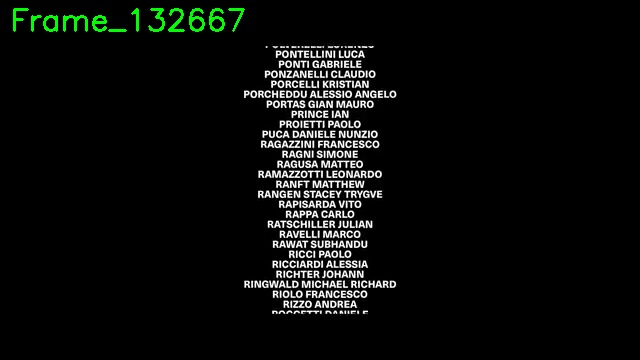 Frame_132667
PONTELLINI LUCA
PONTI GABRIELE
PONZANELLI CLAUDIO
PORCELLI KRISTIAN
PORCHEDDU ALESSIO ANGELO
PORTAS GIAN MAURO
PRINCE IAN
PROIETTI PAOLO
PUCA DANIELE NUNZIO
RAGAZZINI FRANCESCO
RAGNI SIMONE
RAGUSA MATTEO
RAMAZZOTTI LEONARDO
RANFT MATTHEW
RANGEN STACEY TRYGVE
RAPISARDA VITO
RAPPA CARLO
RATSCHILLER JULIAN
RAVELLI MARCO
RAWAT SUBHANDU
RICCI PAOLO
RICCIARDI ALESSIA
RICHTER JOHANN
RINGWALD MICHAEL RICHARD
RIOLO FRANCESCO
RIZZO ANDREA